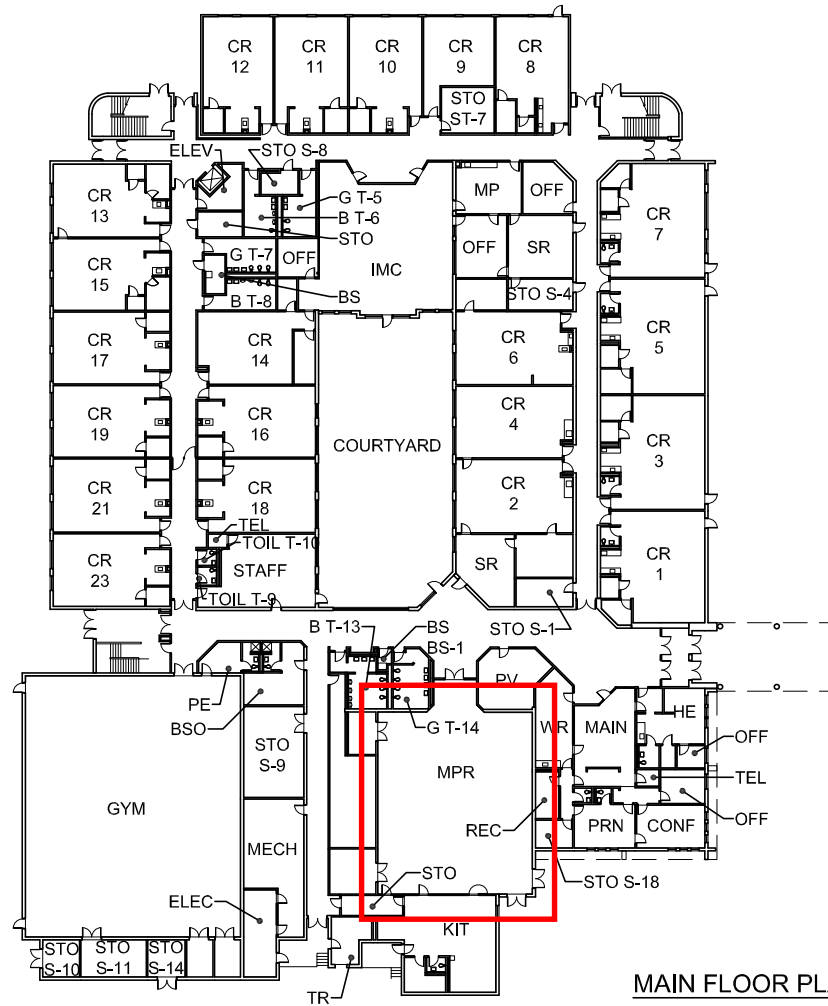 CR
12
CR
11
CR
10
CR
9
CR
8
STO
ST-7
ELEV
STO S-8
CR
13
G T-5
B T-6
STO
MP
OFF
CR
7
G T-7
OFF
IMC
OFF
SR
CR
15
B T-8
BS
STO S-4
CR
17
CR
14
CR
6
CR
5
CR
19
CR
16
COURTYARD
CR
4
CR
3
CR
21
CR
18
CR
2
TEL
TOIL T-10
CR
23
STAFF
SR
CR
1
TOIL T-9
B T-13
BS
BS-1
STO S-1
PE
BSO
PV
G T-14
WR
MAIN
HE
OFF
STO
S-9
MPR
TEL
GYM
REC
PRN
CONF
OFF
MECH
STO
STO S-18
ELEC
KIT
STO
S-10
STO
S-11
STO
S-14
TR
MAIN FLOOR PLA